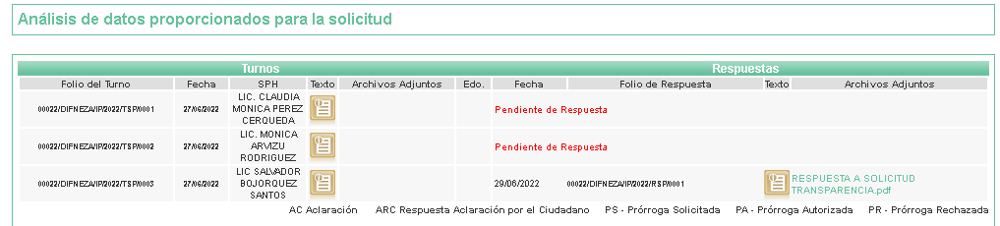 Análisis de datos proporcionados para la solicitud
Turnos Respuestas
Folio del Turno Fecha SPH Texto Archivos Adjuntos Edo. Fecha Folio de Respuesta Texto Archivos Adjuntos
00022/DIFNEZA/IP/2022/TSP/0001 27/06/2022 LIC. CLAUDIA MONICA PEREZ CERQUEDA Pendiente de Respuesta
00022/DIFNEZA/IP/2022/TSP/0002 27/06/2022 LIC. MONICA ARVIZU RODRIGUEZ Pendiente de Respuesta
00022/DIFNEZA/IP/2022/TSP/0003 27/06/2022 LIC SALVADOR BOJORQUEZ SANTOS 29/06/2022 00022/DIFNEZA/IP/2022/RSP/0001 RESPUESTA A SOLICITUD TRANSPARENCIA.pdf
AC Aclaración ARC Respuesta Aclaración por el Ciudadano PS - Prórroga Solicitada PA - Prórroga Autorizada PR - Prórroga Rechazada